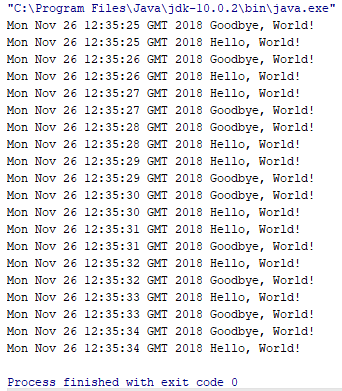 "C:\Program Files\Java\jdk-10.0.2\bin\java.exe"
Mon Nov 26 12:35:25 GMT 2018 Goodbye, World!
Mon Nov 26 12:35:25 GMT 2018 Hello, World!
Mon Nov 26 12:35:26 GMT 2018 Goodbye, World!
Mon Nov 26 12:35:26 GMT 2018 Hello, World!
Mon Nov 26 12:35:27 GMT 2018 Hello, World!
Mon Nov 26 12:35:27 GMT 2018 Goodbye, World!
Mon Nov 26 12:35:28 GMT 2018 Goodbye, World!
Mon Nov 26 12:35:28 GMT 2018 Hello, World!
Mon Nov 26 12:35:29 GMT 2018 Hello, World!
Mon Nov 26 12:35:29 GMT 2018 Goodbye, World!
Mon Nov 26 12:35:30 GMT 2018 Goodbye, World!
Mon Nov 26 12:35:30 GMT 2018 Hello, World!
Mon Nov 26 12:35:31 GMT 2018 Hello, World!
Mon Nov 26 12:35:31 GMT 2018 Goodbye, World!
Mon Nov 26 12:35:32 GMT 2018 Hello, World!
Mon Nov 26 12:35:32 GMT 2018 Goodbye, World!
Mon Nov 26 12:35:33 GMT 2018 Hello, World!
Mon Nov 26 12:35:33 GMT 2018 Goodbye, World!
Mon Nov 26 12:35:34 GMT 2018 Goodbye, World!
Mon Nov 26 12:35:34 GMT 2018 Hello, World!
Process finished with exit code 0